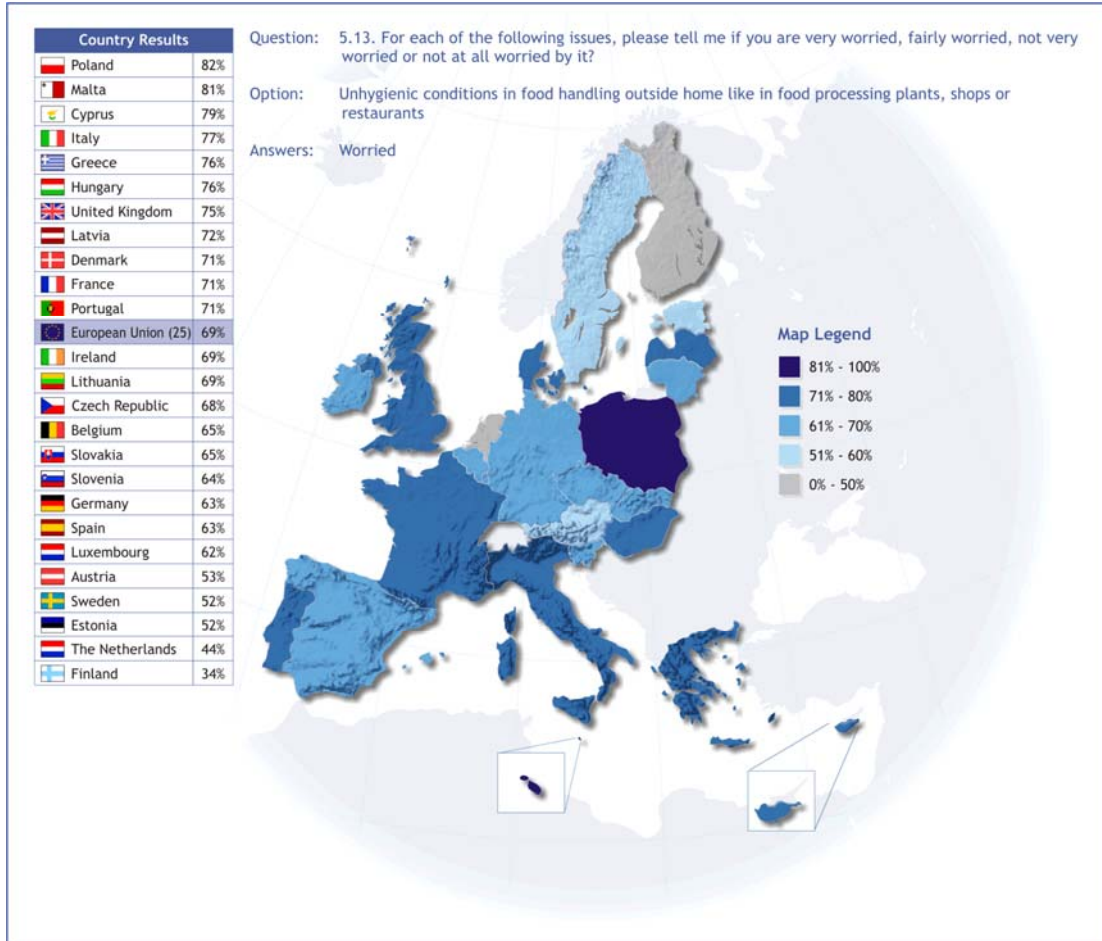 Country Results
Poland 82%
Malta 81%
Cyprus 79%
Italy 77%
Greece 76%
Hungary 76%
United Kingdom 75%
Latvia 72%
Denmark 71%
France 71%
Portugal 71%
European Union (25) 69%
Ireland 69%
Lithuania 69%
Czech Republic 68%
Belgium 65%
Slovakia 65%
Slovenia 64%
Germany 63%
Spain 63%
Luxembourg 62%
Austria 53%
Sweden 52%
Estonia 52%
The Netherlands 44%
Finland 34%
Question: 5.13. For each of the following issues, please tell me if you are very worried, fairly worried, not very
worried or not at all worried by it?
Option: Unhygienic conditions in food handling outside home like in food processing plants, shops or
restaurants
Answers: Worried
Map Legend
81% - 100%
71% - 80%
61% - 70%
51% - 60%
0% - 50%